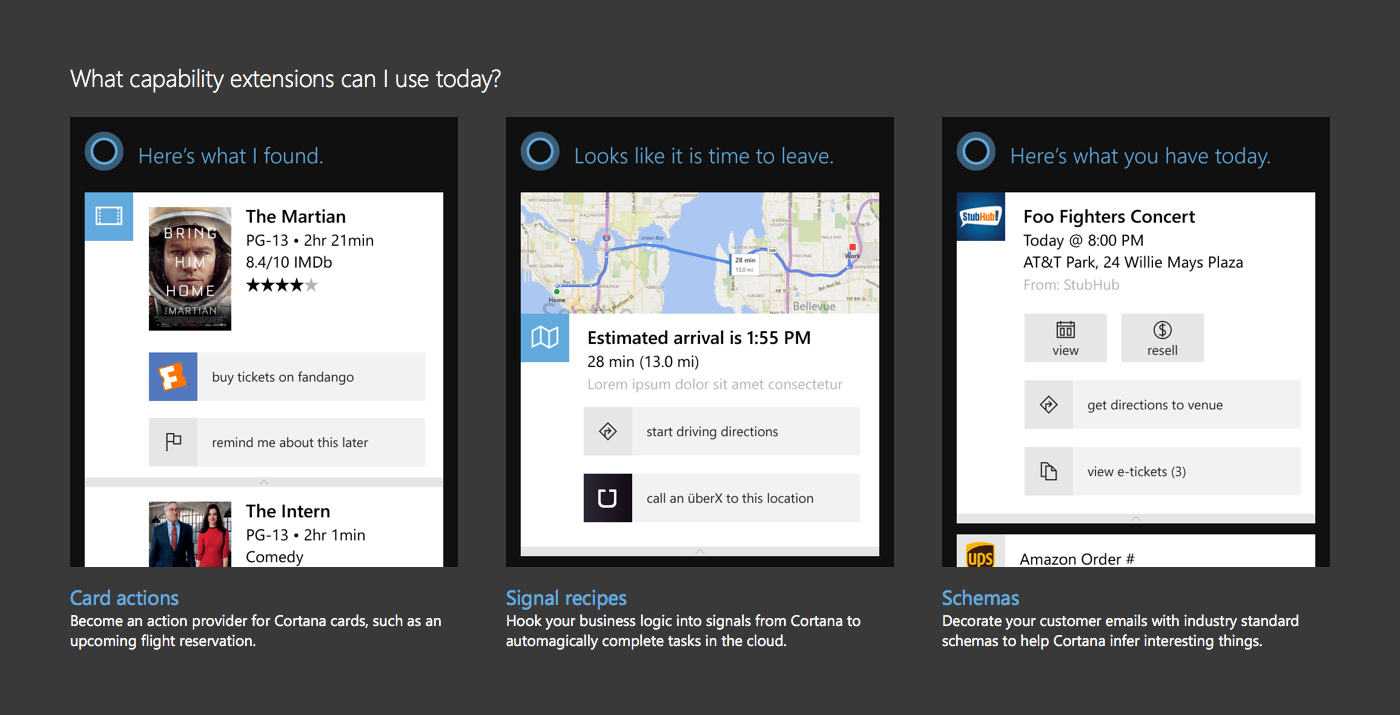 What capability extensions can I use today?
Here's what I found.
BRING
HIM
HOME
THE MARTIAN
The Martian
PG-13 • 2hr 21min
8.4/10 IMDb
buy tickets on fandango
remind me about this later
The Intern
PG-13 • 2hr 1min
Comedy
Card actions
Become an action provider for Cortana cards, such as an
upcoming flight reservation.
Looks like it is time to leave.
28 min
13.0 mi
Work
Home
Union Bay
520
Bellevue
Estimated arrival is 1:55 PM
28 min (13.0 mi)
Lorem ipsum dolor sit amet consectetur
start driving directions
call an überX to this location
Signal recipes
Hook your business logic into signals from Cortana to
automagically complete tasks in the cloud.
Here's what you have today.
StubHub!
Foo Fighters Concert
Today @ 8:00 PM
AT&T Park, 24 Willie Mays Plaza
From: StubHub
view
resell
get directions to venue
view e-tickets (3)
ups
Amazon Order #
Schemas
Decorate your customer emails with industry standard
schemas to help Cortana infer interesting things.